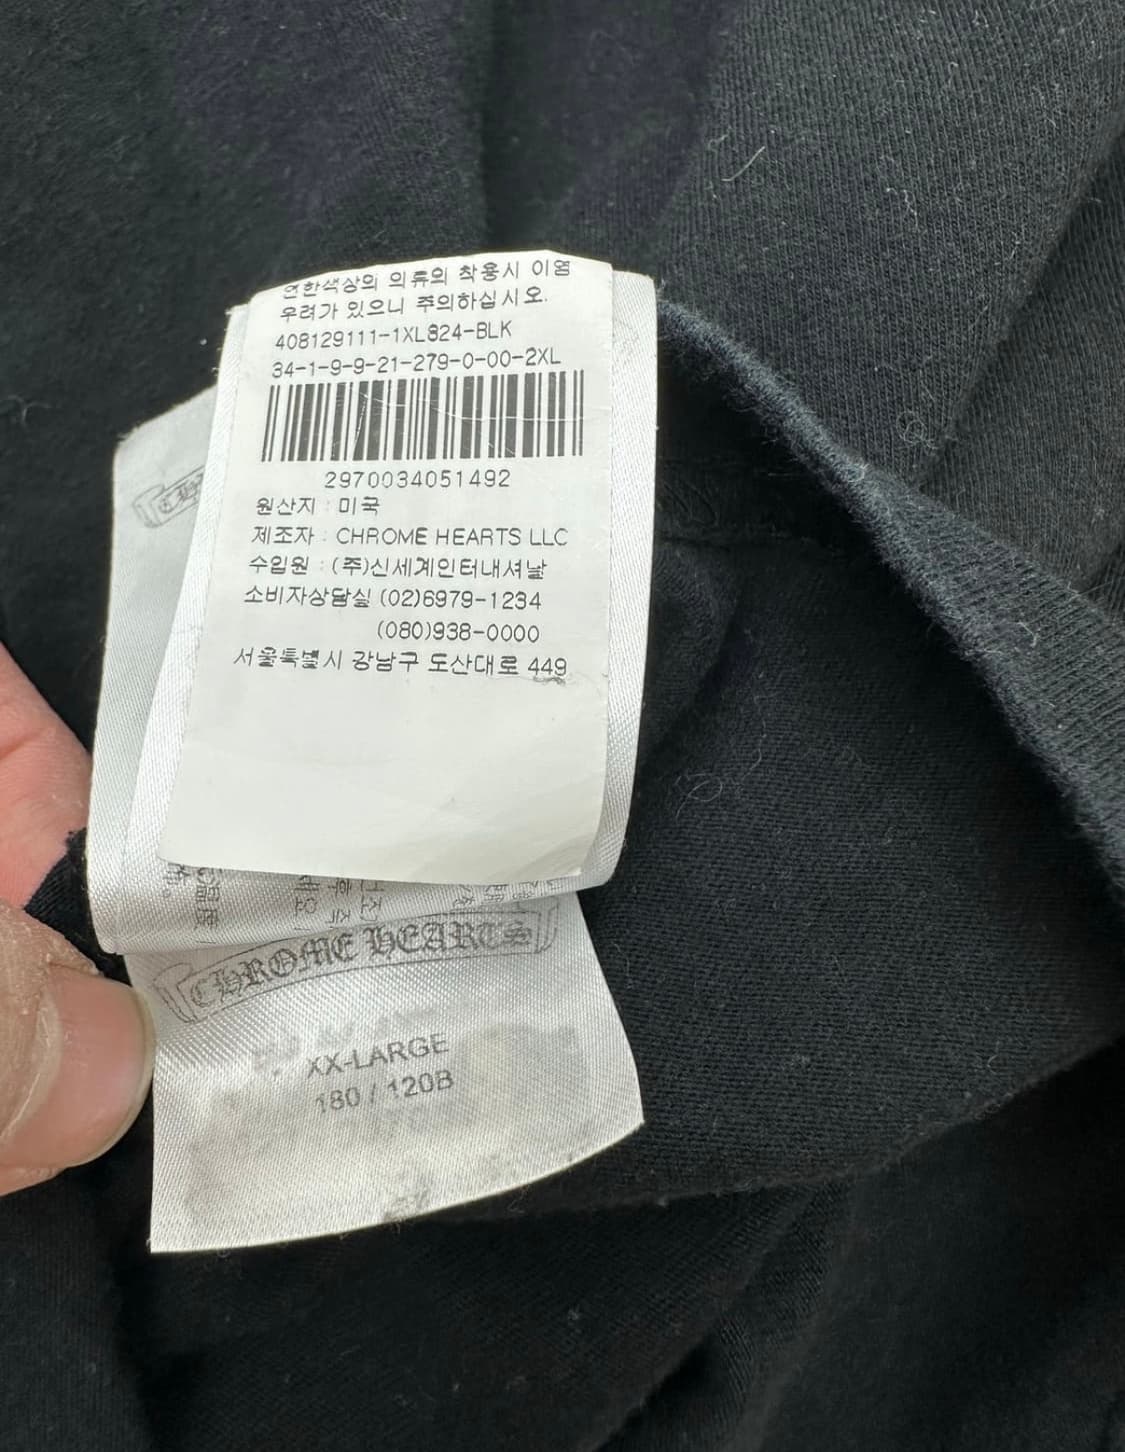 연한색상의 의류의 착용시 이염
우려가 있으니 주의하십시오.
408129111-1XLS24-BLK
34-1-9-9-21-279-0-00-2XL
2970034051492
원산지 : 미국
제조자 : CHROME HEARTS LLC
수입원 : (주)신세계인터내셔날
소비자상담실 (02)6979-1234
(080)938-0000
서울특별시 강남구 도산대로 449
CHROME HEARTS
XX-LARGE
180 / 120B